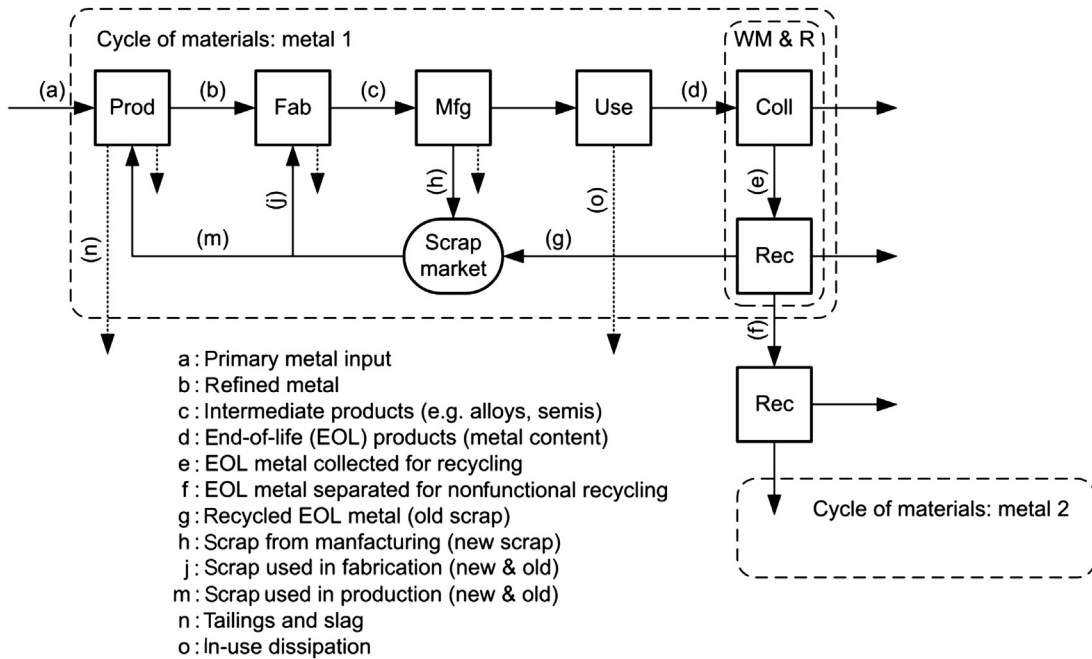 Cycle of materials: metal 1
WM & R
(a)
Prod
(b)
Fab
(c)
Mfg
Use
(d)
Coll
(n)
(j)
(h)
(o)
(e)
(m)
Scrap
market
(g)
Rec
(f)
Rec
Cycle of materials: metal 2
a: Primary metal input
b: Refined metal
c: Intermediate products (e.g. alloys, semis)
d: End-of-life (EOL) products (metal content)
e: EOL metal collected for recycling
f: EOL metal separated for nonfunctional recycling
g: Recycled EOL metal (old scrap)
h: Scrap from manfacturing (new scrap)
j: Scrap used in fabrication (new & old)
m: Scrap used in production (new & old)
n: Tailings and slag
o: In-use dissipation